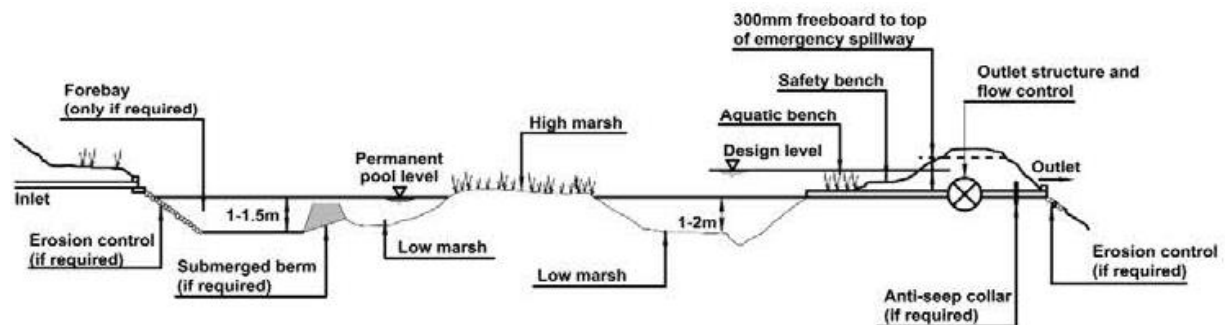 300mm freeboard to top
of emergency spillway
Forebay
(only if required)
Safety bench
Outlet structure and
flow control
High marsh
Aquatic bench
Permanent
pool level
Design level
Outlet
Inlet
1-1.5m
1-2m
Erosion control
(if required)
Submerged berm
(if required)
Low marsh
Low marsh
Anti-seep collar
(if required)
Erosion control
(if required)